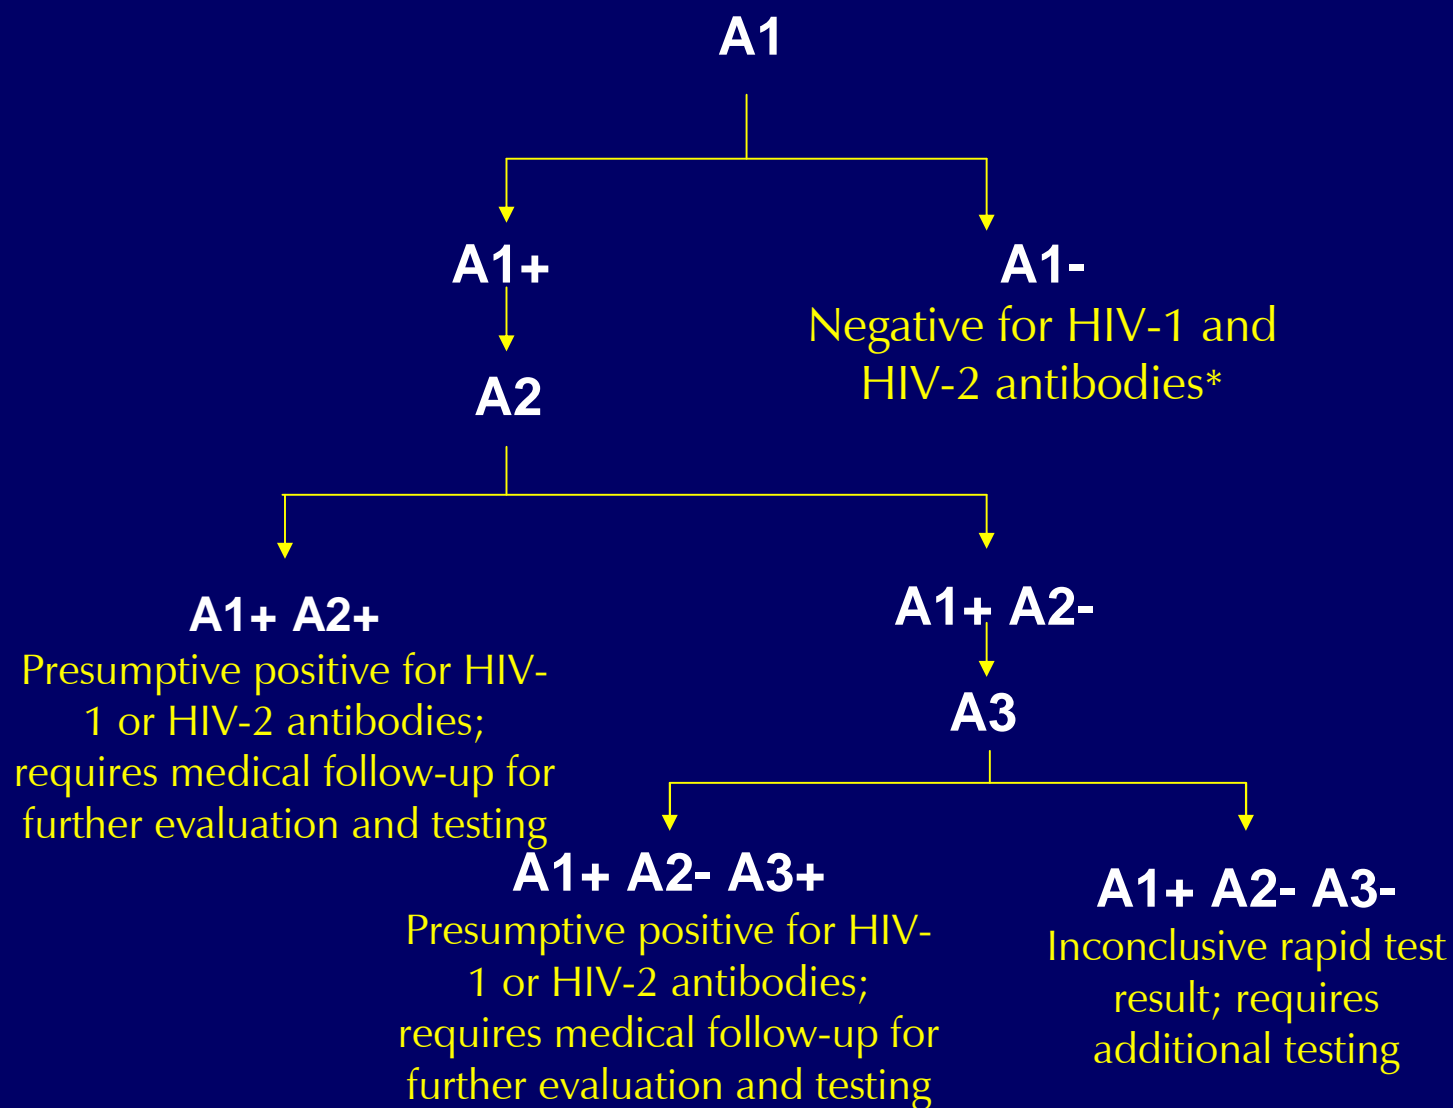 A1
A1+
A1-
Negative for HIV-1 and
HIV-2 antibodies*
A2
A1+ A2+
Presumptive positive for HIV-
1 or HIV-2 antibodies;
requires medical follow-up for
further evaluation and testing
A1+ A2-
A3
A1+ A2- A3+
Presumptive positive for HIV-
1 or HIV-2 antibodies;
requires medical follow-up for
further evaluation and testing
A1+ A2- A3-
Inconclusive rapid test
result; requires
additional testing